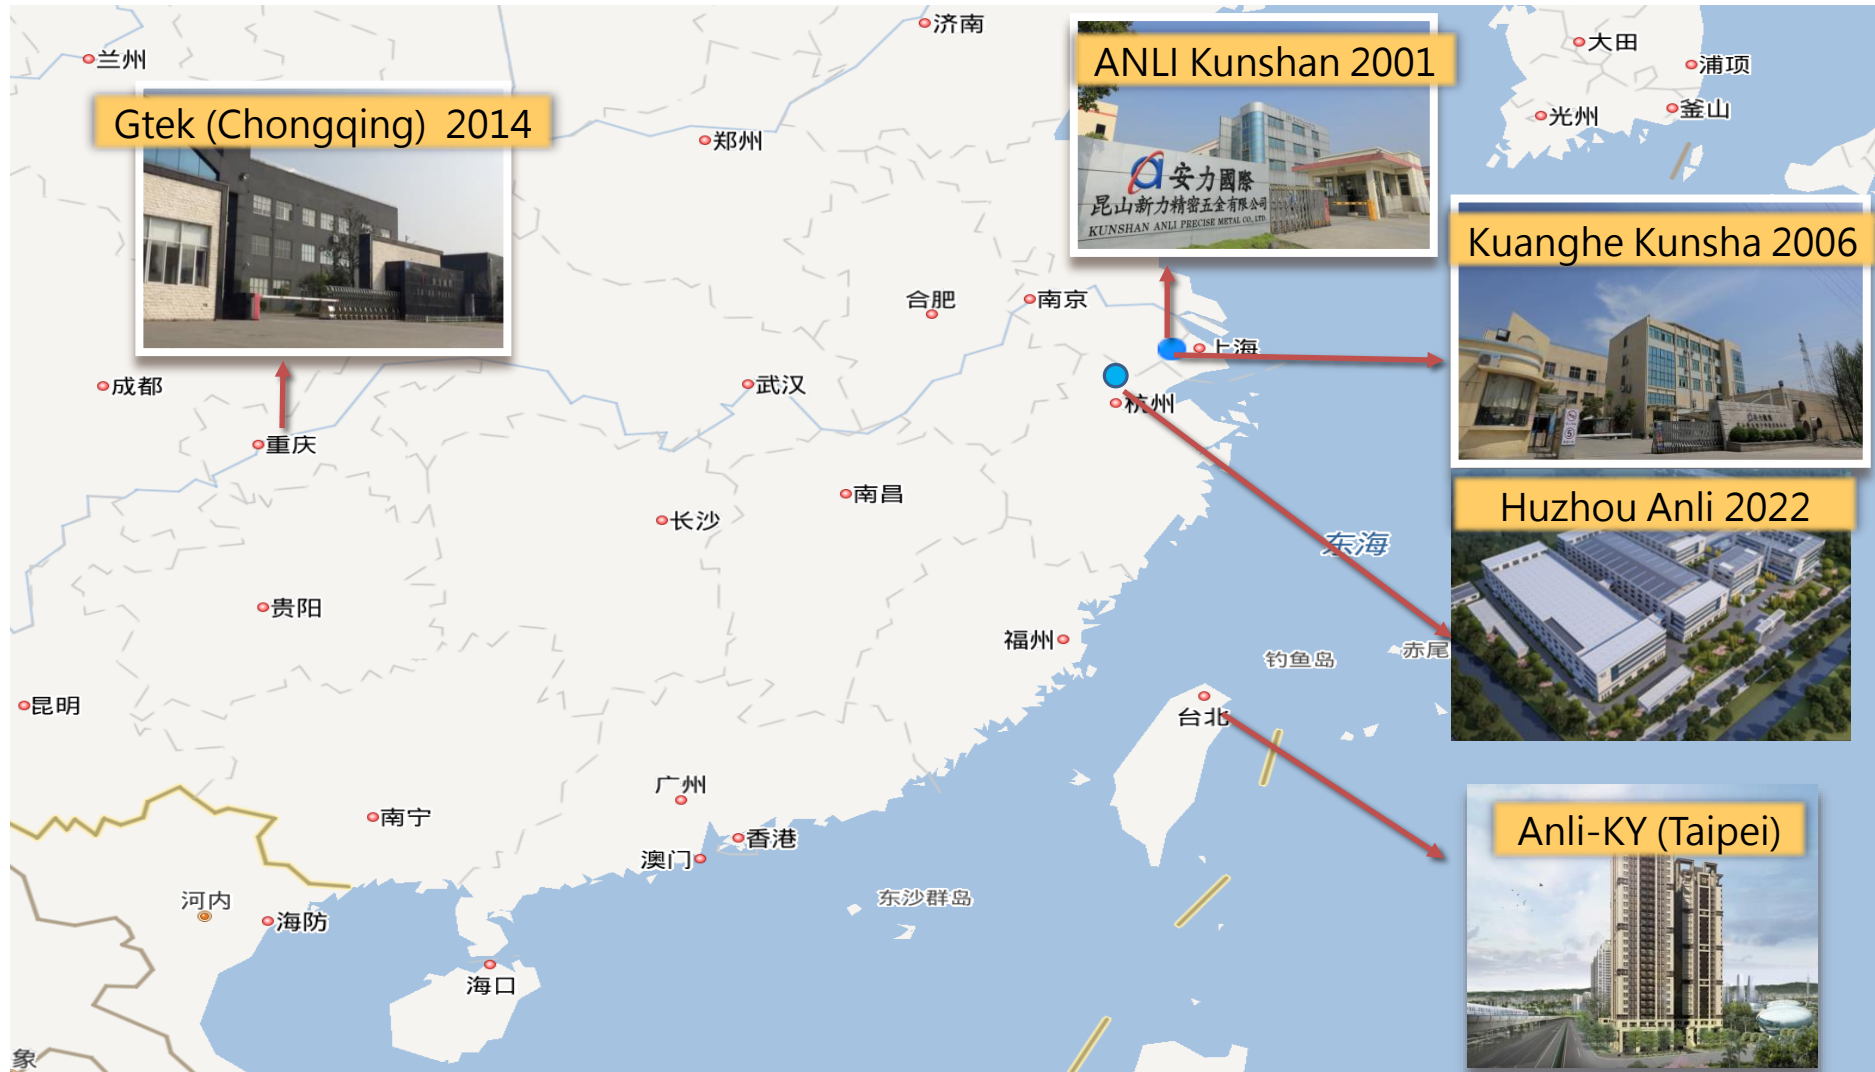 济南
大田
兰州
浦项
ANLI Kunshan 2001
Gtek (Chongqing) 2014
釜山
光州
郑州
安力國際
昆山新力精密五金有限公司
KUNSHAN ANLI PRECISE METAL CO., LTD.
Kuanghe Kunsha 2006
合肥
南京
上海
成都
武汉
杭州
重庆
南昌
Huzhou Anli 2022
长沙
东海
贵阳
福州
钓鱼岛
赤尾
昆明
台北
广州
南宁
香港
Anli-KY (Taipei)
澳门
河内
东沙群岛
海防
海口
象